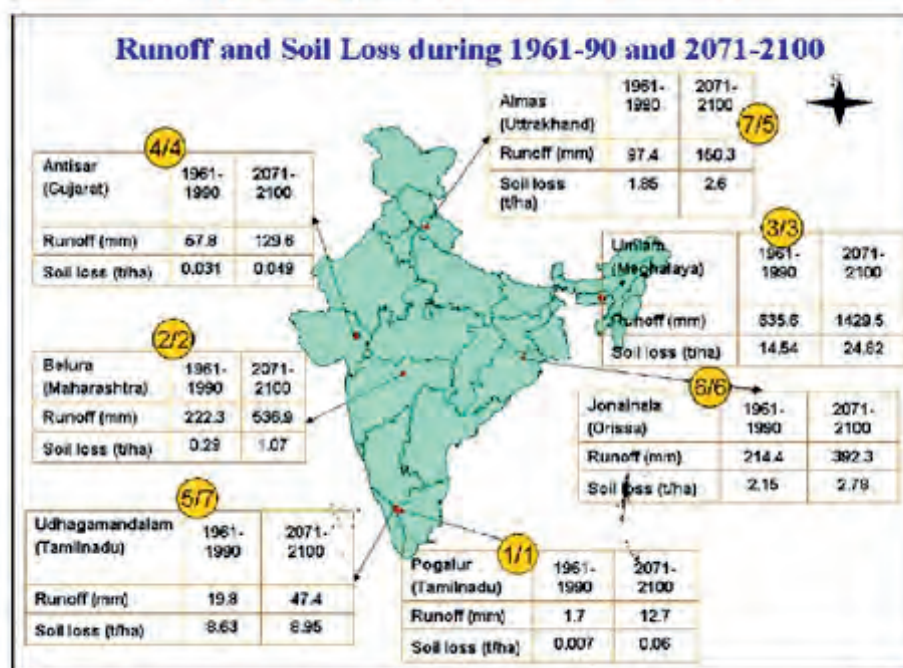 Runoff and Soil Loss during 1961-90 and 2071-2100
Almas (Uttrakhand) 1961-1990 2071-2100
7/5
Runoff (mm) 97.4 150.3
Soil loss (t/ha) 1.85 2.6
4/4
Antisar (Gujarat) 1961-1990 2071-2100
Runoff (mm) 57.8 129.6
Soil loss (t/ha) 0.031 0.049
3/3
Umlam (Meghalaya) 1961-1990 2071-2100
Runoff (mm) 1429.5
Soil loss (t/ha) 14.54 24.62
2/2
Belura (Maharashtra) 1961-1990 2071-2100
Runoff (mm) 222.3 536.9
Soil loss (t/ha) 0.29 1.07
6/6
Jonainala (Orissa) 1961-1990 2071-2100
Runoff (mm) 214.4 392.3
Soil loss (t/ha) 2.15 2.78
5/7
Udhagamandalam (Tamilnadu) 1961-1990 2071-2100
Runoff (mm) 19.8 47.4
Soil loss (t/ha) 8.63 8.95
1/1
Pogalur (Tamilnadu) 1961-1990 2071-2100
Runoff (mm) 1.7 12.7
Soil loss (t/ha) 0.007 0.06